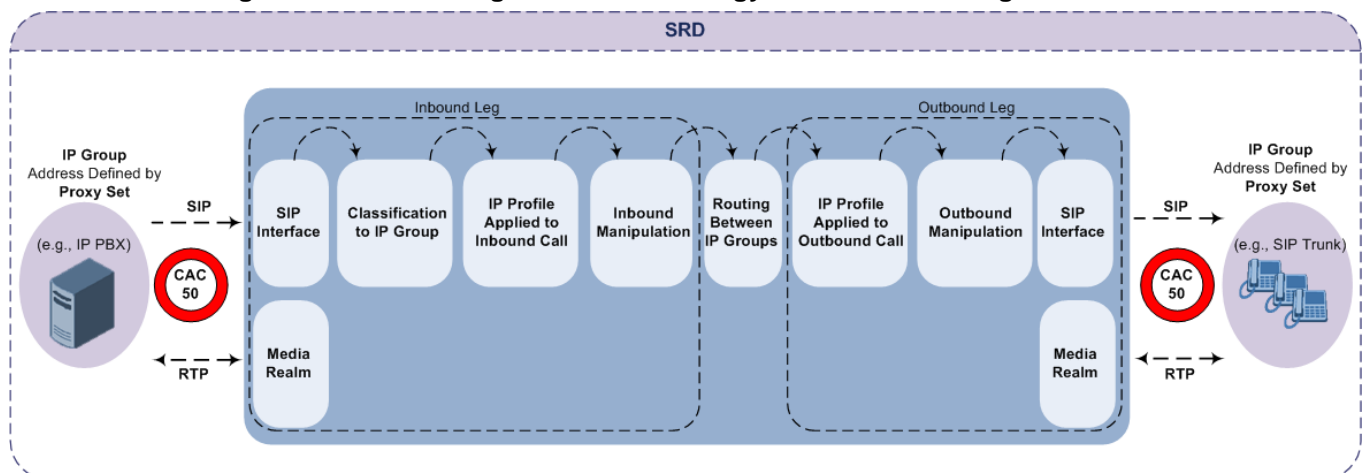 SRD
Inbound Leg
Outbound Leg
IP Group
Address Defined by
Proxy Set
(e.g., IP PBX)
SIP
CAC
50
RTP
SIP
Interface
Classification
to IP Group
IP Profile
Applied to
Inbound Call
Inbound
Manipulation
Routing
Between
IP Groups
IP Profile
Applied to
Outbound Call
Outbound
Manipulation
SIP
Interface
Media
Realm
Media
Realm
SIP
CAC
50
RTP
IP Group
Address Defined by
Proxy Set
(e.g., SIP Trunk)